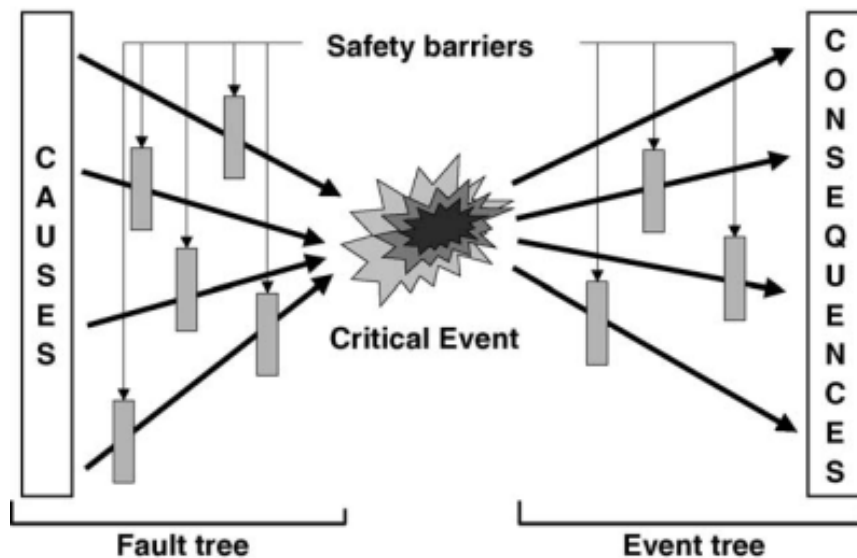 Safety barriers
CAUSES
CONSEQUENCES
Critical Event
Fault tree
Event tree